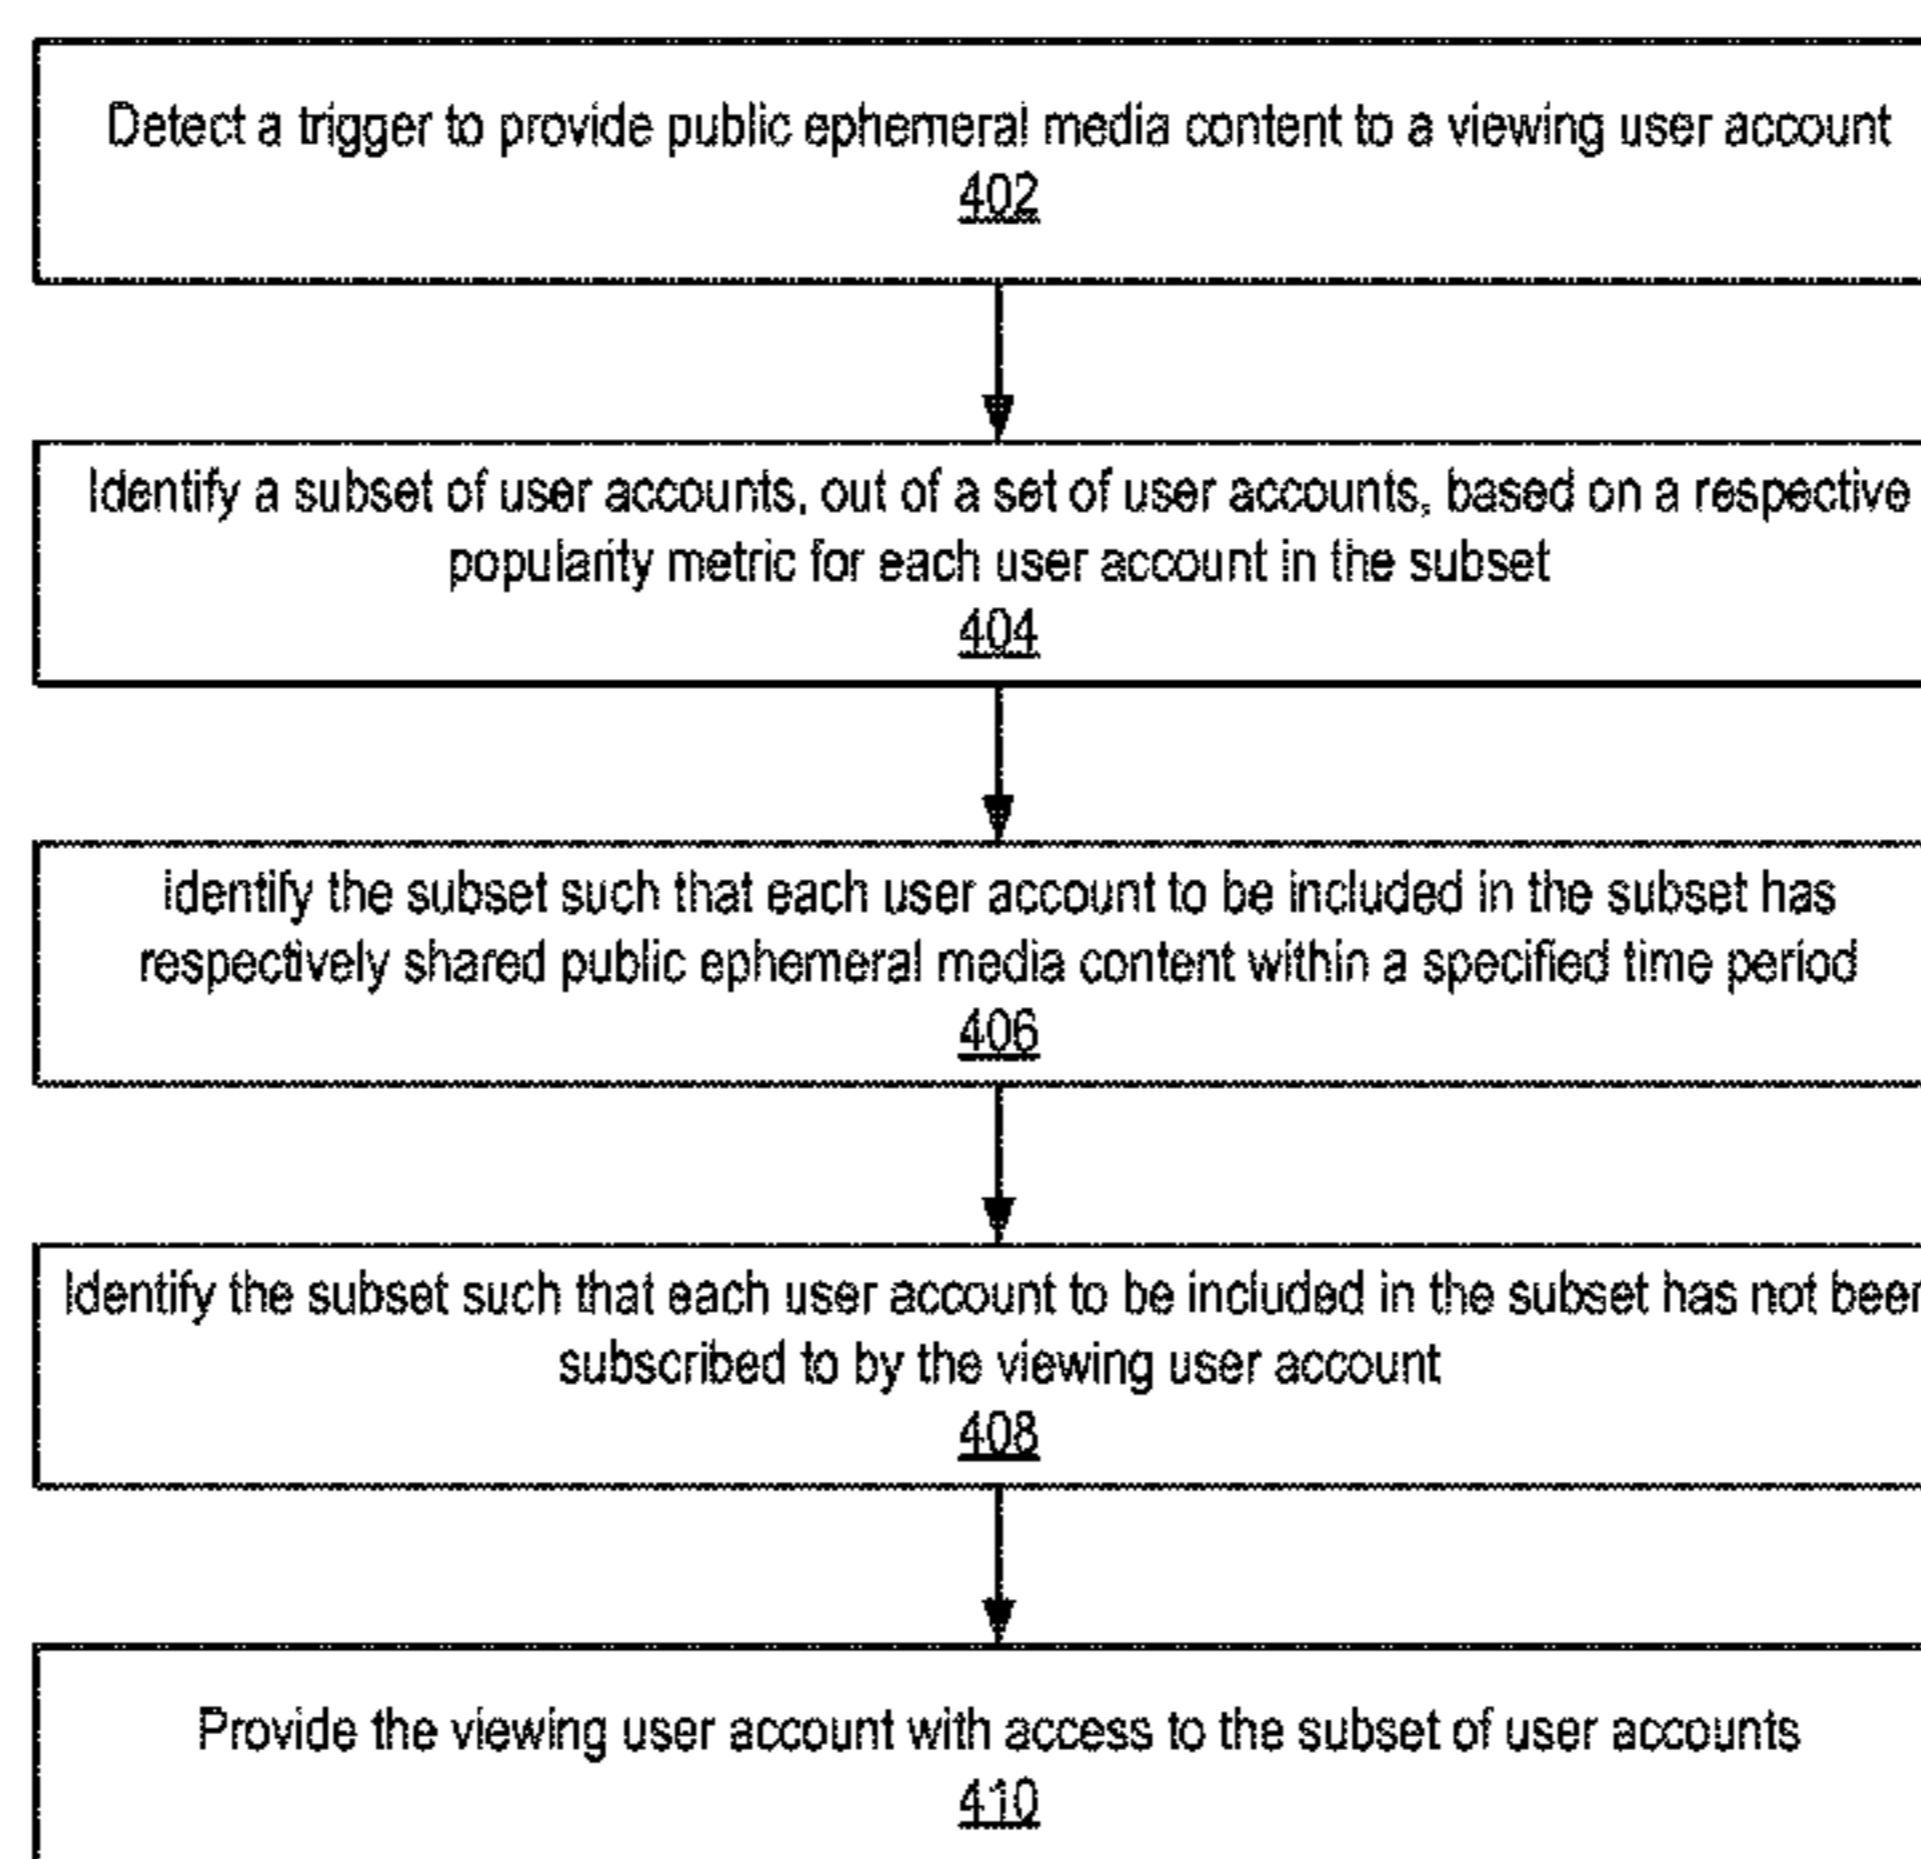 Detect a trigger to provide public ephemeral media content to a viewing user account
402
Identify a subset of user accounts, out of a set of user accounts, based on a respective
popularity metric for each user account in the subset
404
identify the subset such that each user account to be included in the subset has
respectively shared public ephemeral media content within a specified time period
406
Identify the subset such that each user account to be included in the subset has not been
subscribed to by the viewing user account
408
Provide the viewing user account with access to the subset of user accounts
410